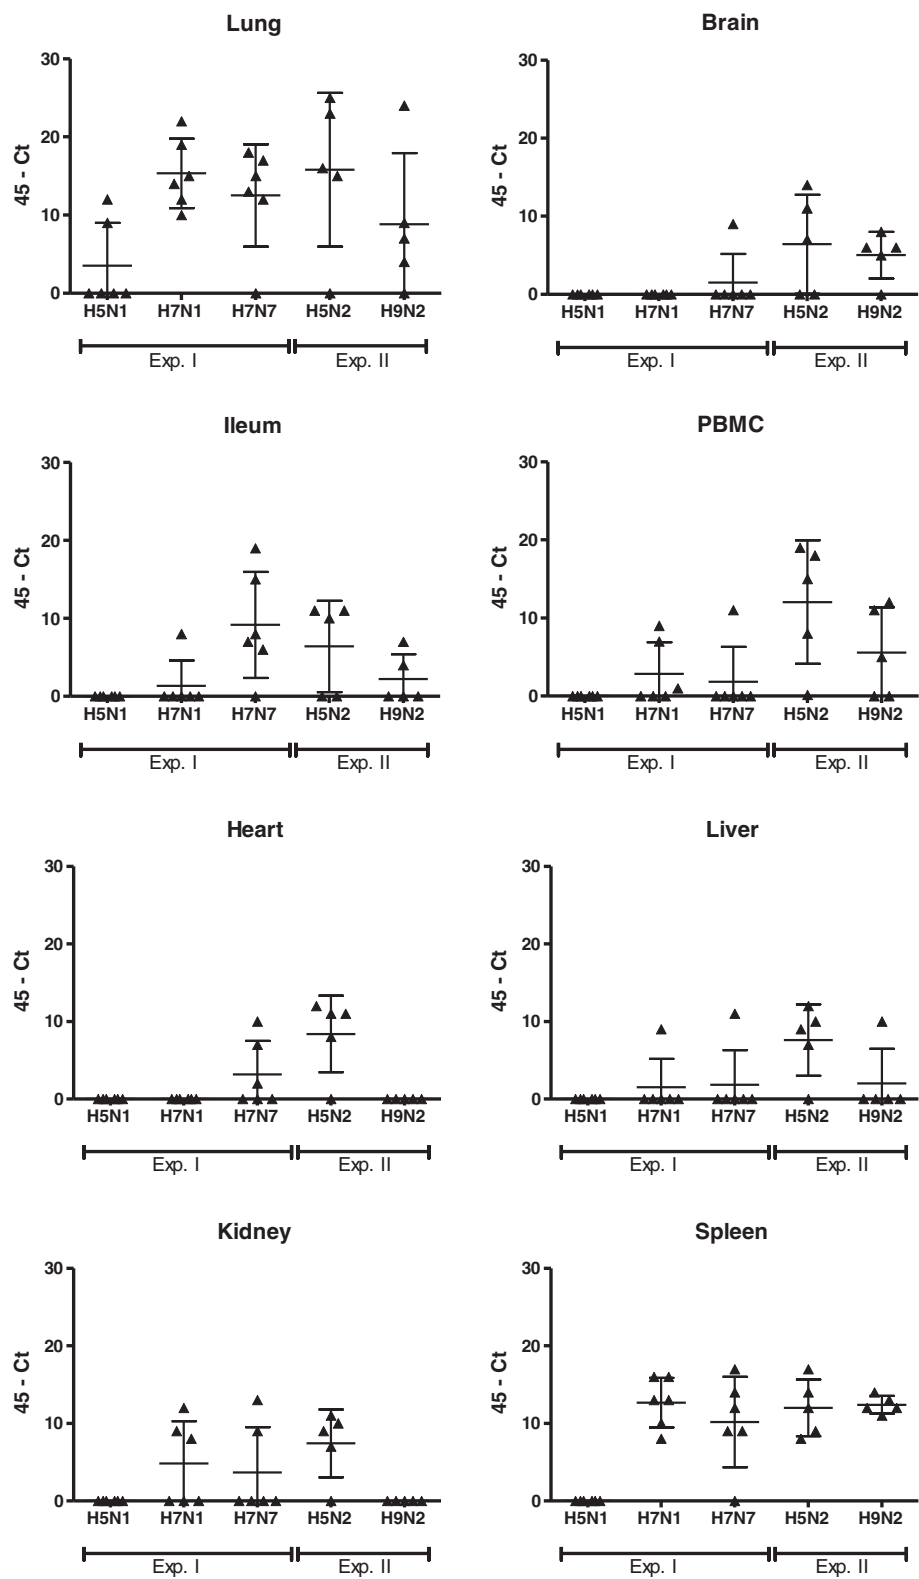 Lung
30
20
10
0
45 - Ct
H5N1 H7N1 H7N7 H5N2 H9N2
Exp. I Exp. II
Brain
30
20
10
0
45 - Ct
H5N1 H7N1 H7N7 H5N2 H9N2
Exp. I Exp. II
Ileum
30
20
10
0
45 - Ct
H5N1 H7N1 H7N7 H5N2 H9N2
Exp. I Exp. II
PBMC
30
20
10
0
45 - Ct
H5N1 H7N1 H7N7 H5N2 H9N2
Exp. I Exp. II
Heart
30
20
10
0
45 - Ct
H5N1 H7N1 H7N7 H5N2 H9N2
Exp. I Exp. II
Liver
30
20
10
0
45 - Ct
H5N1 H7N1 H7N7 H5N2 H9N2
Exp. I Exp. II
Kidney
30
20
10
0
45 - Ct
H5N1 H7N1 H7N7 H5N2 H9N2
Exp. I Exp. II
Spleen
30
20
10
0
45 - Ct
H5N1 H7N1 H7N7 H5N2 H9N2
Exp. I Exp. II